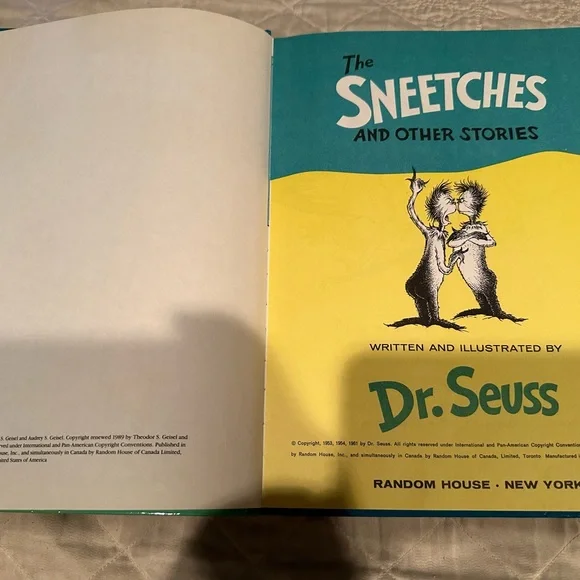 S. Geisel and Audrey S. Geisel. Copyright renewed 1989 by Theodor S. Geisel and
rved under International and Pan-American Copyright Conventions. Published in
use, Inc., and simultaneously in Canada by Random House of Canada Limited,
nited States of America
The
SNEETCHES
AND OTHER STORIES
WRITTEN AND ILLUSTRATED BY
Dr. Seuss
© Copyright, 1953, 1954, 1961 by Dr. Seuss. All rights reserved under International and Pan-American Copyright Convention
by Random House, Inc., and simultaneously in Canada by Random House of Canada, Limited, Toronto. Manufactured i
RANDOM HOUSE · NEW YORK